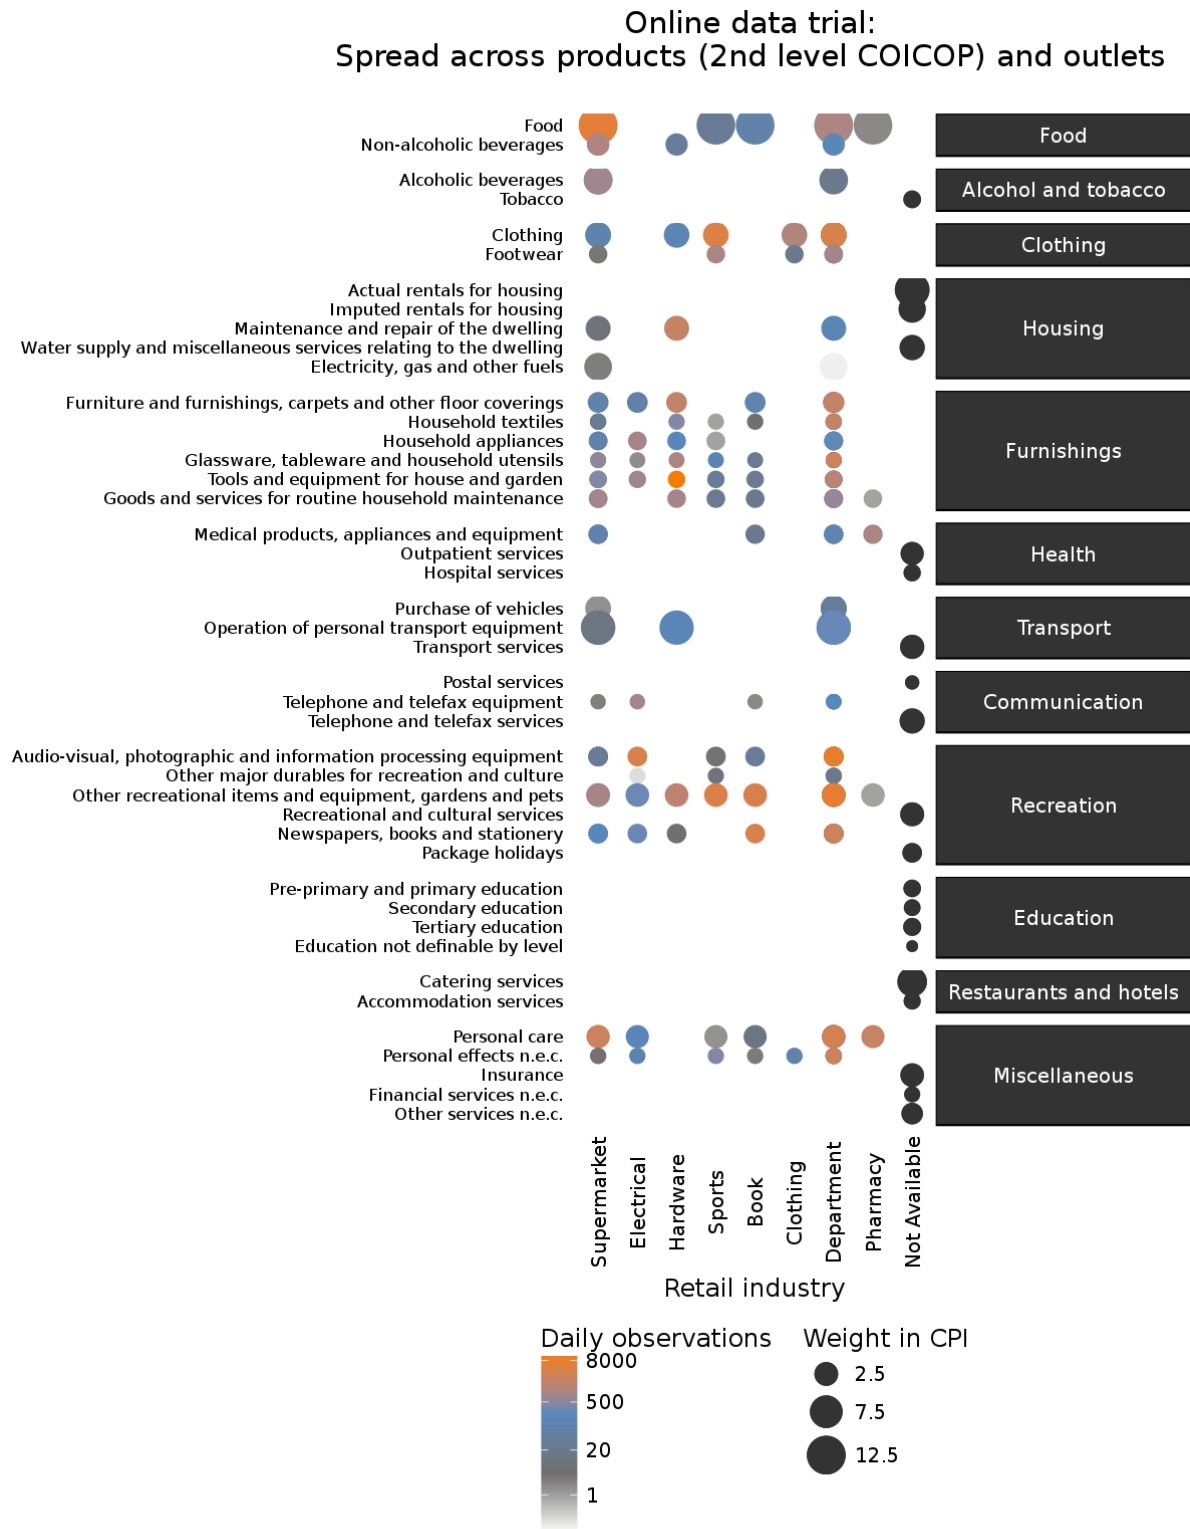 Online data trial:
Spread across products (2nd level COICOP) and outlets
Food
Non-alcoholic beverages
Food
Alcoholic beverages
Tobacco
Alcohol and tobacco
Clothing
Footwear
Clothing
Actual rentals for housing
Imputed rentals for housing
Maintenance and repair of the dwelling
Water supply and miscellaneous services relating to the dwelling
Electricity, gas and other fuels
Housing
Furniture and furnishings, carpets and other floor coverings
Household textiles
Household appliances
Glassware, tableware and household utensils
Tools and equipment for house and garden
Goods and services for routine household maintenance
Furnishings
Medical products, appliances and equipment
Outpatient services
Hospital services
Health
Purchase of vehicles
Operation of personal transport equipment
Transport services
Transport
Postal services
Telephone and telefax equipment
Telephone and telefax services
Communication
Audio-visual, photographic and information processing equipment
Other major durables for recreation and culture
Other recreational items and equipment, gardens and pets
Recreational and cultural services
Newspapers, books and stationery
Package holidays
Recreation
Pre-primary and primary education
Secondary education
Tertiary education
Education not definable by level
Education
Catering services
Accommodation services
Restaurants and hotels
Personal care
Personal effects n.e.c.
Insurance
Financial services n.e.c.
Other services n.e.c.
Miscellaneous
Supermarket
Electrical
Hardware
Sports
Book
Clothing
Department
Pharmacy
Not Available
Retail industry
Daily observations
8000
500
20
1
Weight in CPI
2.5
7.5
12.5